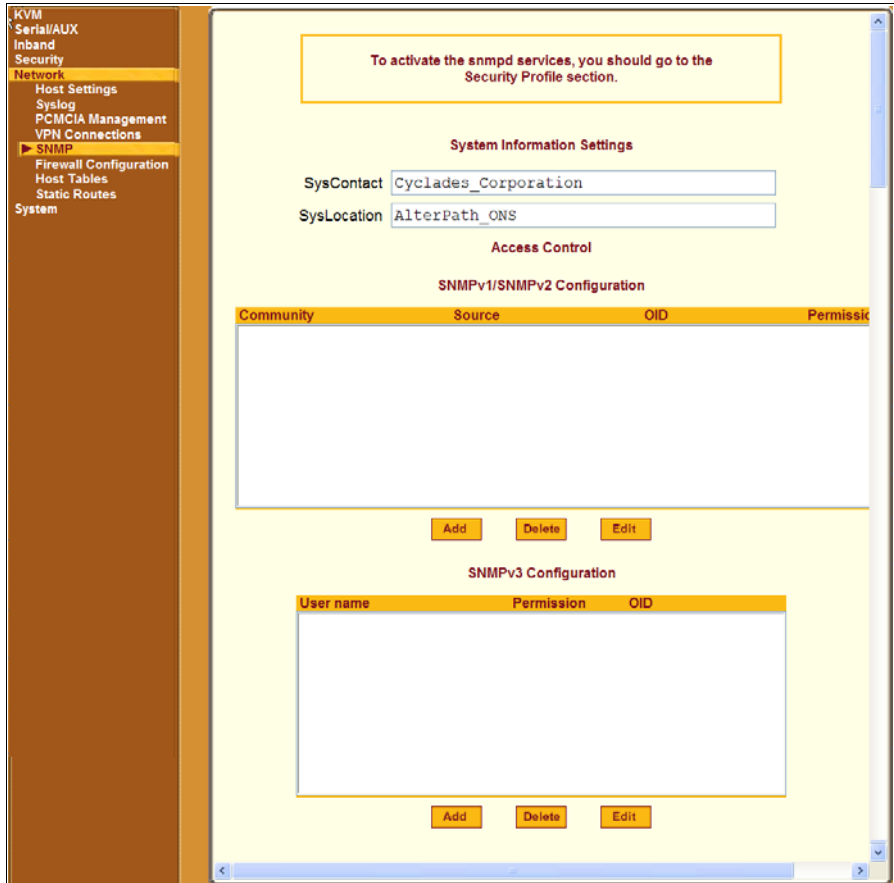 KVM
Serial/AUX
Inband
Security
Network
Host Settings
Syslog
PCMCIA Management
VPN Connections
SNMP
Firewall Configuration
Host Tables
Static Routes
System
To activate the snmpd services, you should go to the
Security Profile section.
System Information Settings
SysContact Cyclades_Corporation
SysLocation AlterPath_ONS
Access Control
SNMPv1/SNMPv2 Configuration
Community Source OID Permissio
Add Delete Edit
SNMPv3 Configuration
User name Permission OID
Add Delete Edit